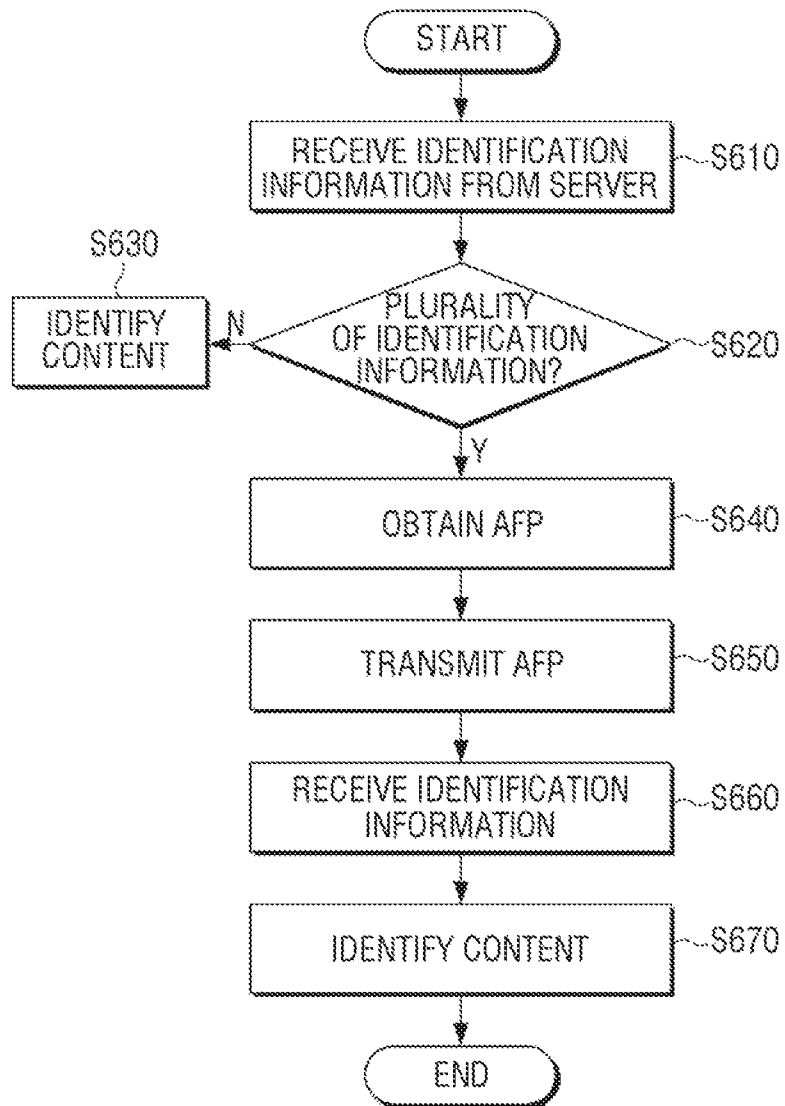 START
RECEIVE IDENTIFICATION
INFORMATION FROM SERVER
S610
S630
IDENTIFY
CONTENT
N
PLURALITY
OF IDENTIFICATION
INFORMATION?
S620
Y
OBTAIN AFP
S640
TRANSMIT AFP
S650
RECEIVE IDENTIFICATION
INFORMATION
S660
IDENTIFY CONTENT
S670
END